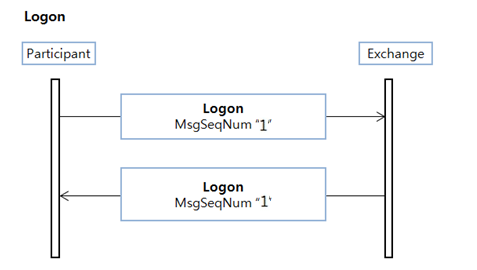 Logon
Participant
Exchange
Logon
MsgSeqNum “1”
Logon
MsgSeqNum “1‘